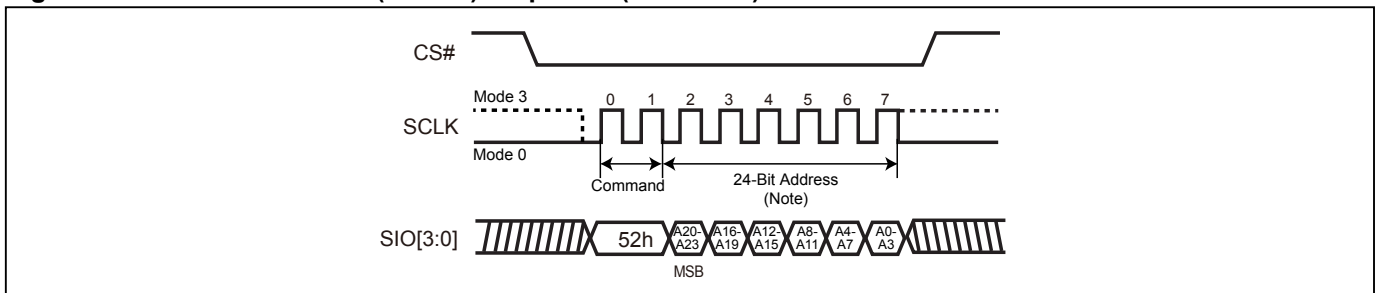 CS#
Mode 3
0 1 2 3 4 5 6 7
SCLK
Mode 0
Command
24-Bit Address
(Note)
SIO[3:0]
52h
A20-
A23
A16-
A19
A12-
A15
A8-
A11
A4-
A7
A0-
A3
MSB